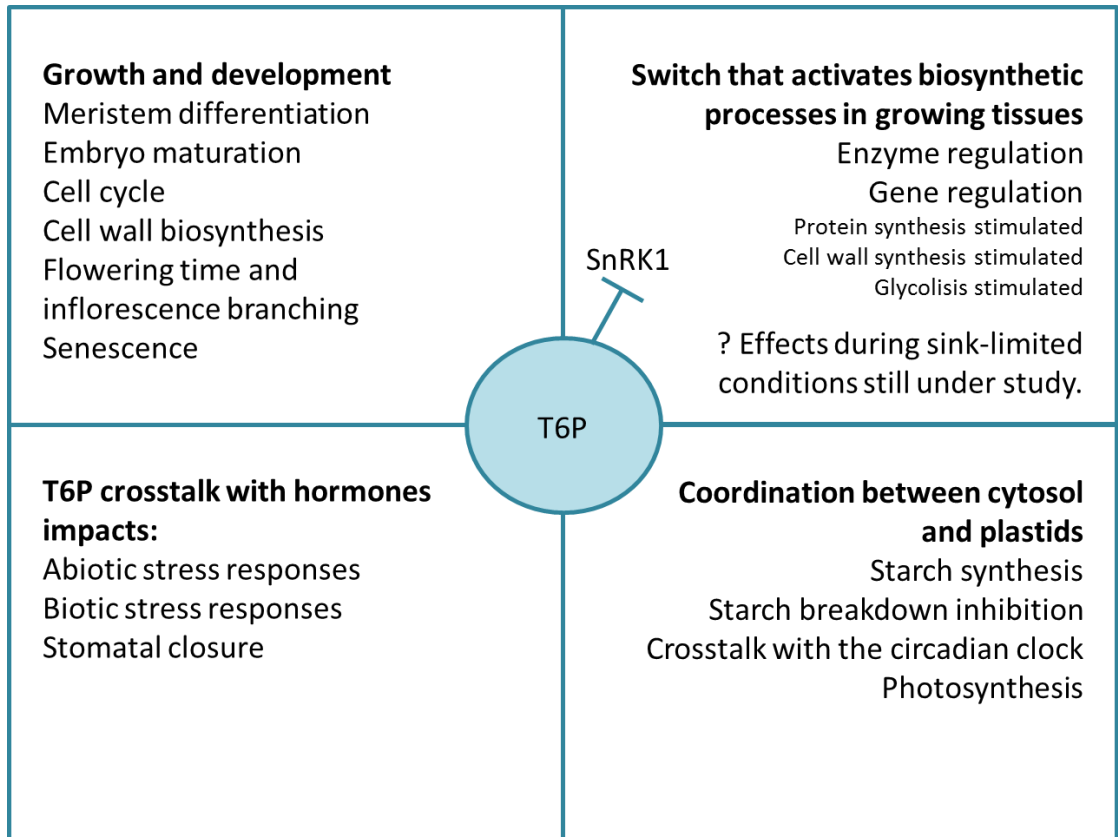 Growth and development
Meristem differentiation
Embryo maturation
Cell cycle
Cell wall biosynthesis
Flowering time and
inflorescence branching
Senescence
Switch that activates biosynthetic
processes in growing tissues
Enzyme regulation
Gene regulation
Protein synthesis stimulated
Cell wall synthesis stimulated
Glycolisis stimulated
? Effects during sink-limited
conditions still under study.
SnRK1
T6P
T6P crosstalk with hormones
impacts:
Abiotic stress responses
Biotic stress responses
Stomatal closure
Coordination between cytosol
and plastids
Starch synthesis
Starch breakdown inhibition
Crosstalk with the circadian clock
Photosynthesis